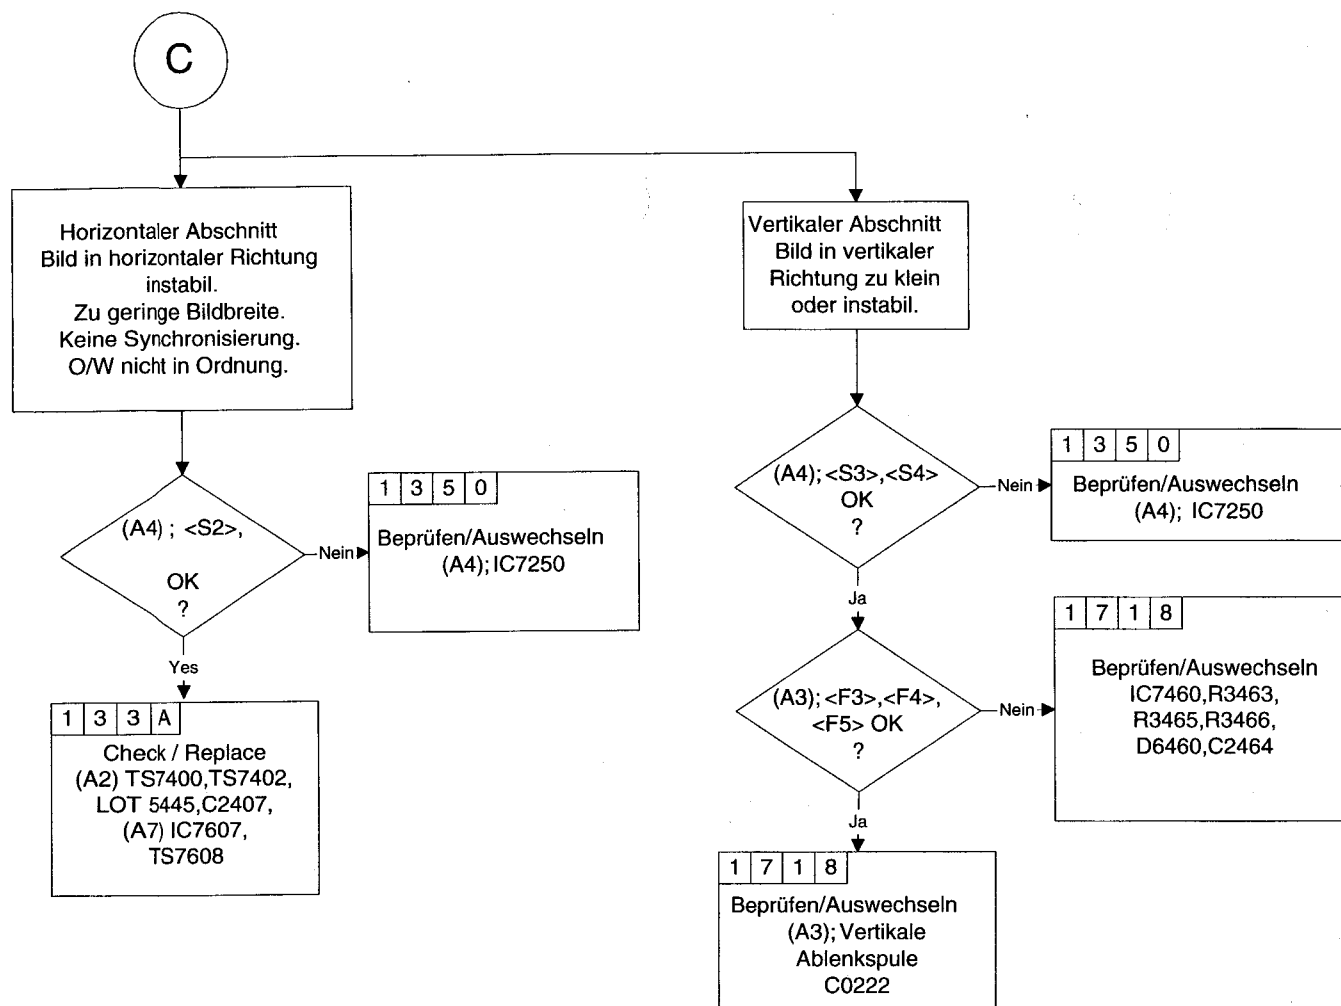 C
Horizontaler Abschnitt
Bild in horizontaler Richtung
instabil.
Zu geringe Bildbreite.
Keine Synchronisierung.
O/W nicht in Ordnung.
(A4) ; <S2>,
OK
?
Nein
1 3 5 0
Beprüfen/Auswechseln
(A4); IC7250
Yes
1 3 3 A
Check / Replace
(A2) TS7400,TS7402,
LOT 5445,C2407,
(A7) IC7607,
TS7608
Vertikaler Abschnitt
Bild in vertikaler
Richtung zu klein
oder instabil.
(A4); <S3>,<S4>
OK
?
Nein
1 3 5 0
Beprüfen/Auswechseln
(A4); IC7250
Ja
(A3); <F3>,<F4>,
<F5> OK
?
Nein
1 7 1 8
Beprüfen/Auswechseln
IC7460,R3463,
R3465,R3466,
D6460,C2464
Ja
1 7 1 8
Beprüfen/Auswechseln
(A3); Vertikale
Ablenkspule
C0222